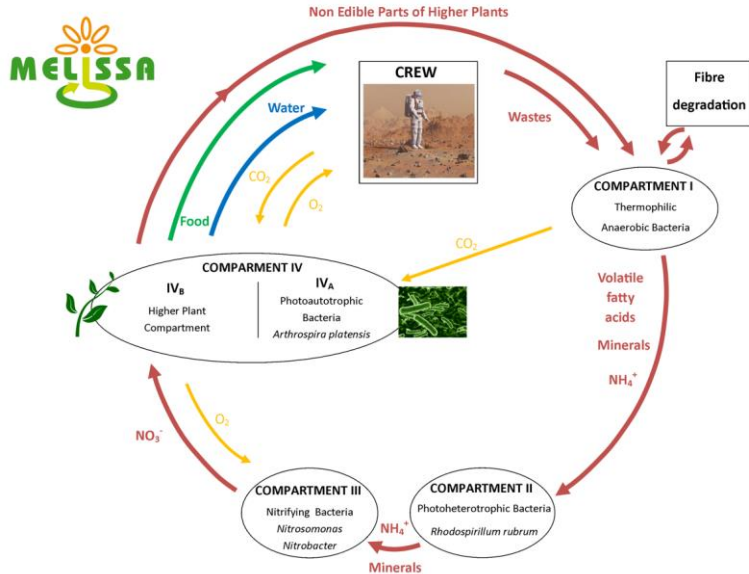 Non Edible Parts of Higher Plants
MELISSA
CREW
Fibre
degradation
Water
Wastes
CO2
O2
Food
COMPARTMENT I
Thermophilic
Anaerobic Bacteria
CO2
COMPARMENT IV
IVB
Higher Plant
Compartment
IVA
Photoautotrophic
Bacteria
Arthrospira platensis
Volatile
fatty
acids
Minerals
NH4+
O2
NO3-
COMPARTMENT III
Nitrifying Bacteria
Nitrosomonas
Nitrobacter
NH4+
Minerals
COMPARTMENT II
Photoheterotrophic Bacteria
Rhodospirillum rubrum